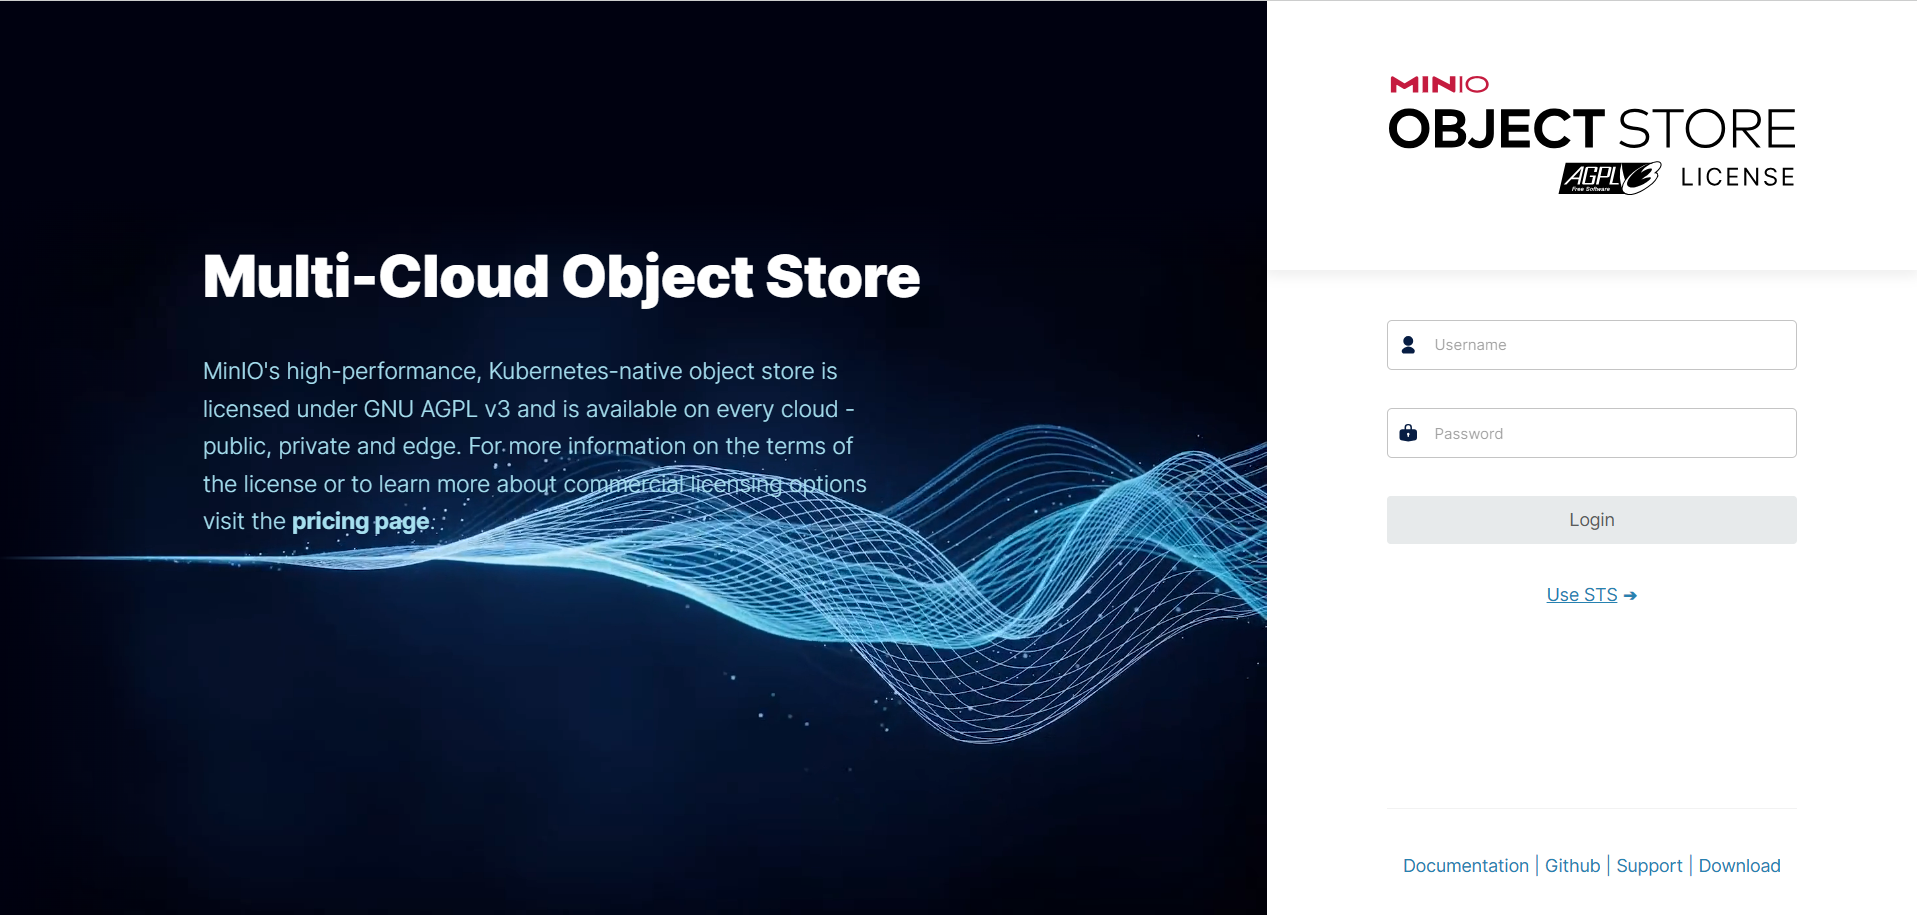 Multi-Cloud Object Store
MinIO's high-performance, Kubernetes-native object store is
licensed under GNU AGPL v3 and is available on every cloud -
public, private and edge. For more information on the terms of
the license or to learn more about commercial licensing options
visit the pricing page.
MINIO
OBJECT STORE
AGPLv3 LICENSE
Free Software
Username
Password
Login
Use STS ➔
Documentation | Github | Support | Download